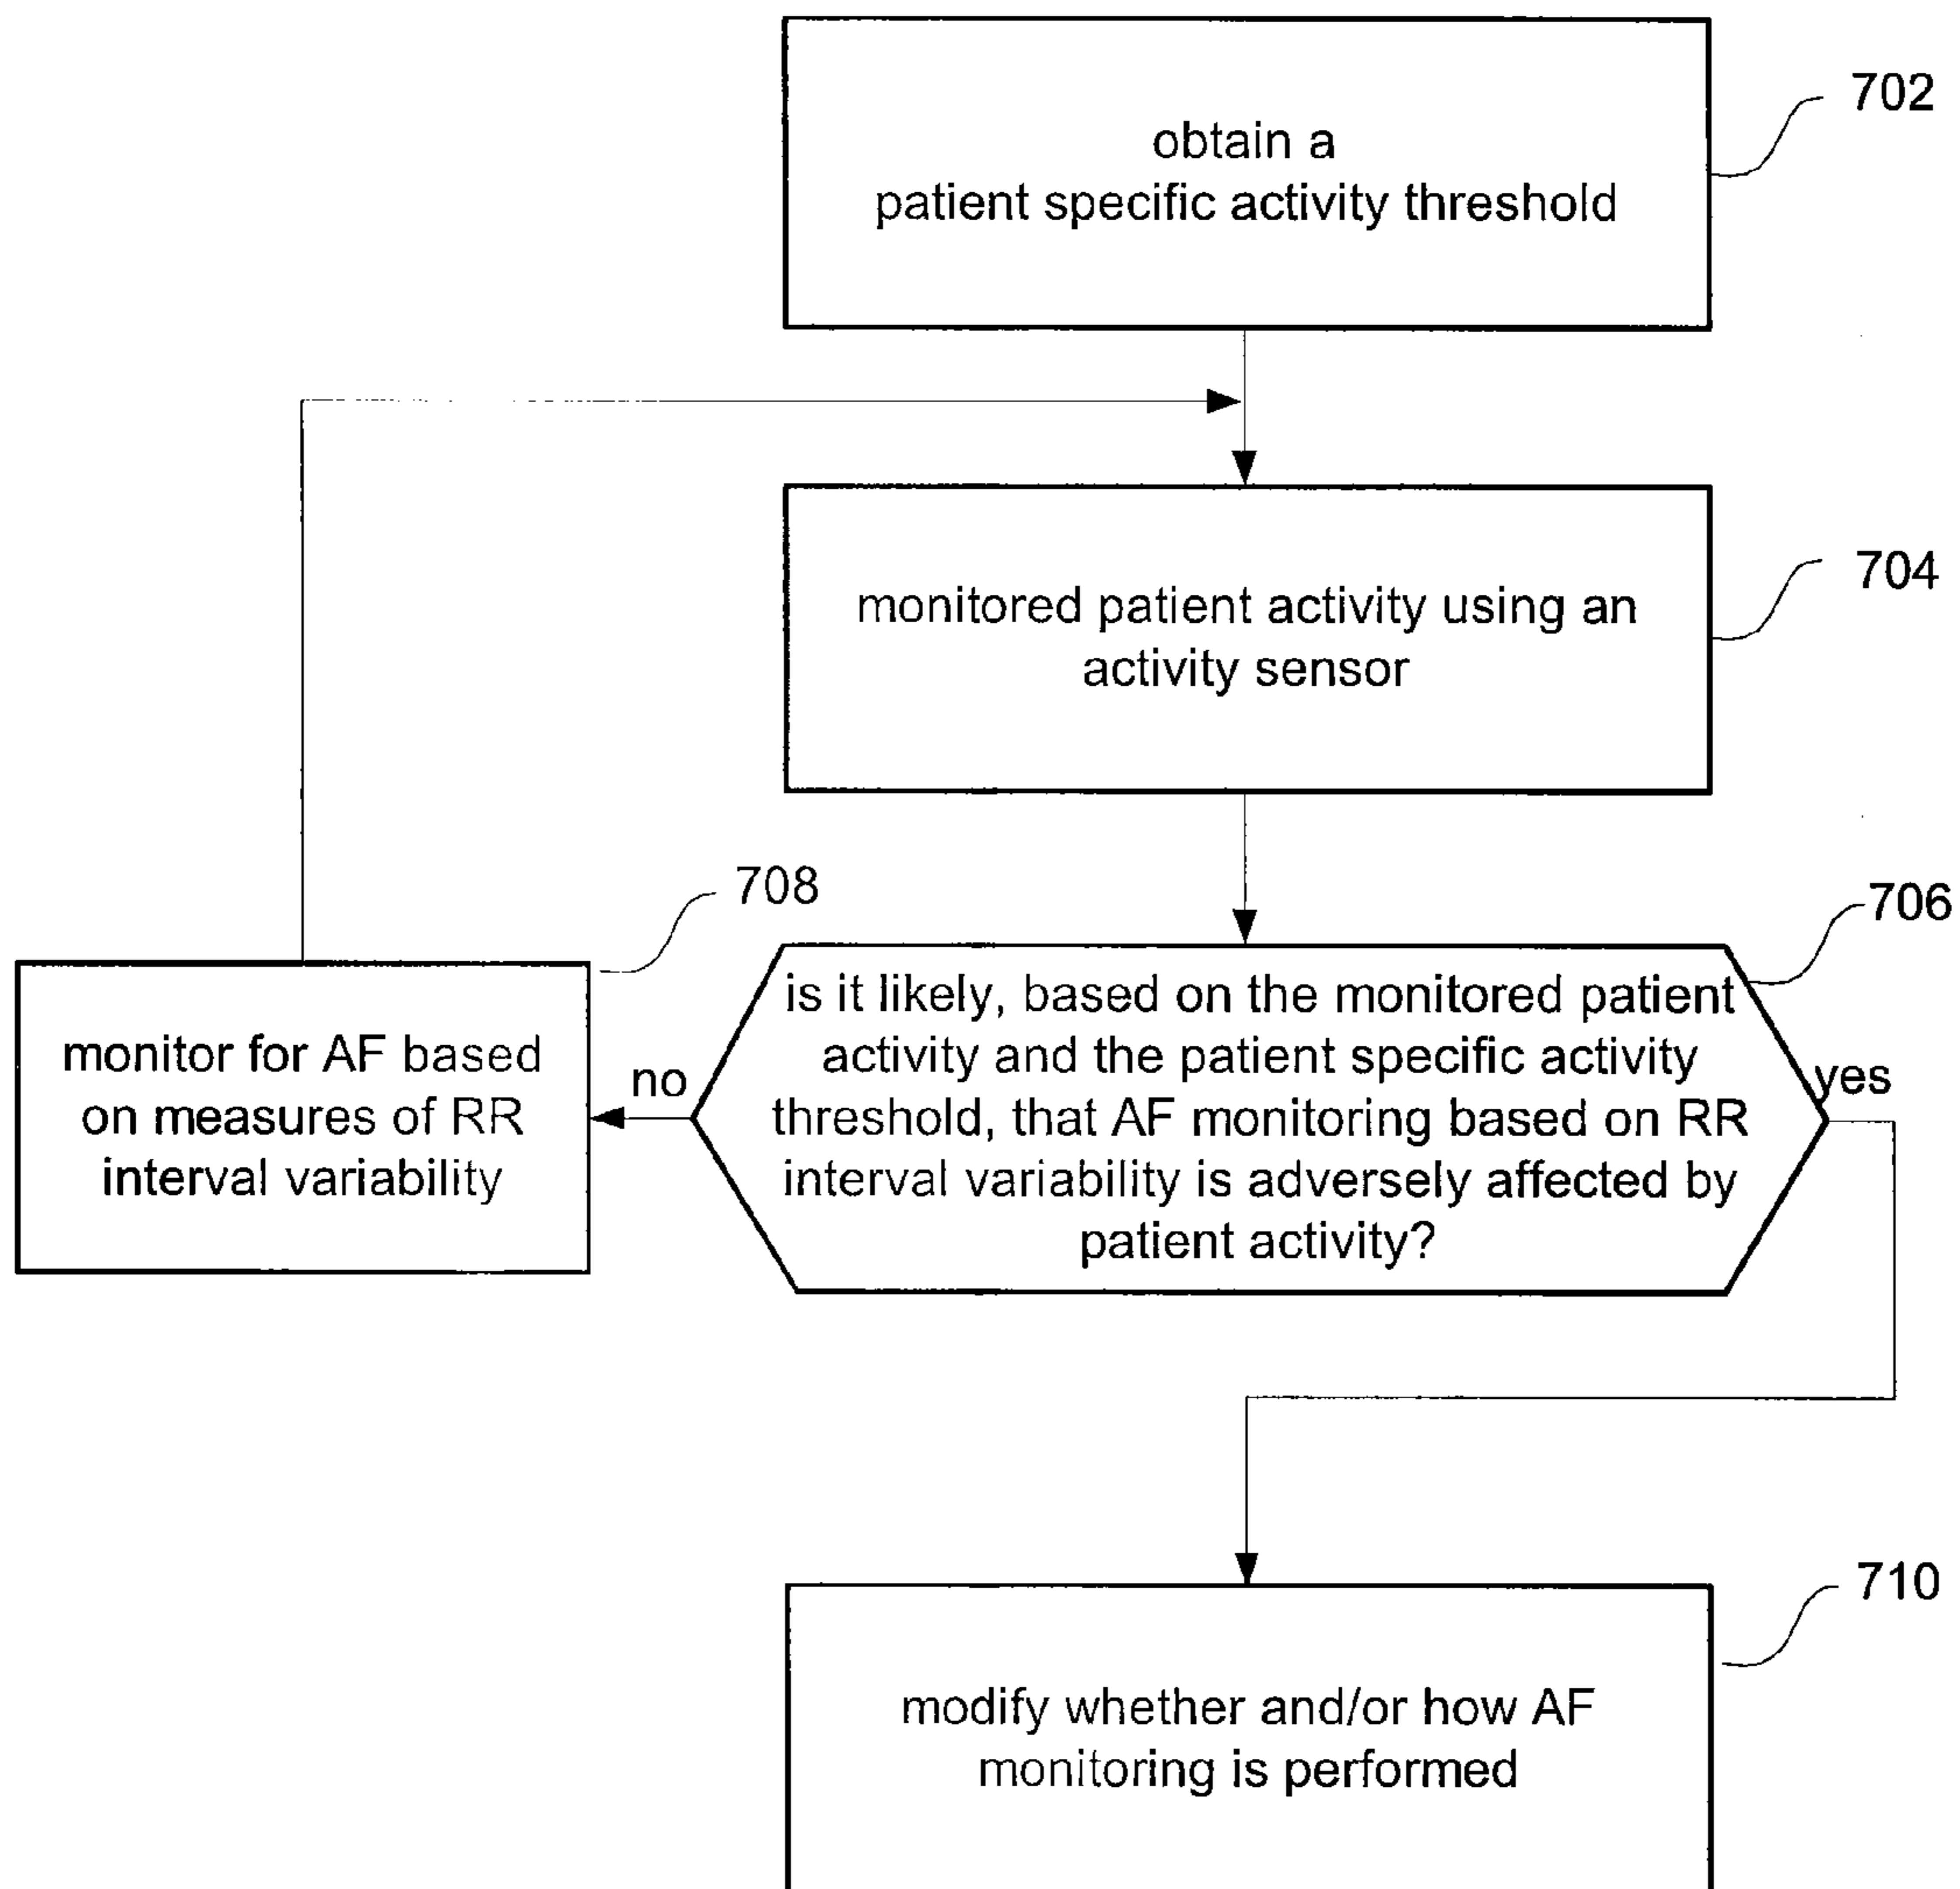 702
obtain a
patient specific activity threshold
704
monitored patient activity using an
activity sensor
708
706
is it likely, based on the monitored patient
activity and the patient specific activity
threshold, that AF monitoring based on RR
interval variability is adversely affected by
patient activity?
no
yes
monitor for AF based
on measures of RR
interval variability
710
modify whether and/or how AF
monitoring is performed